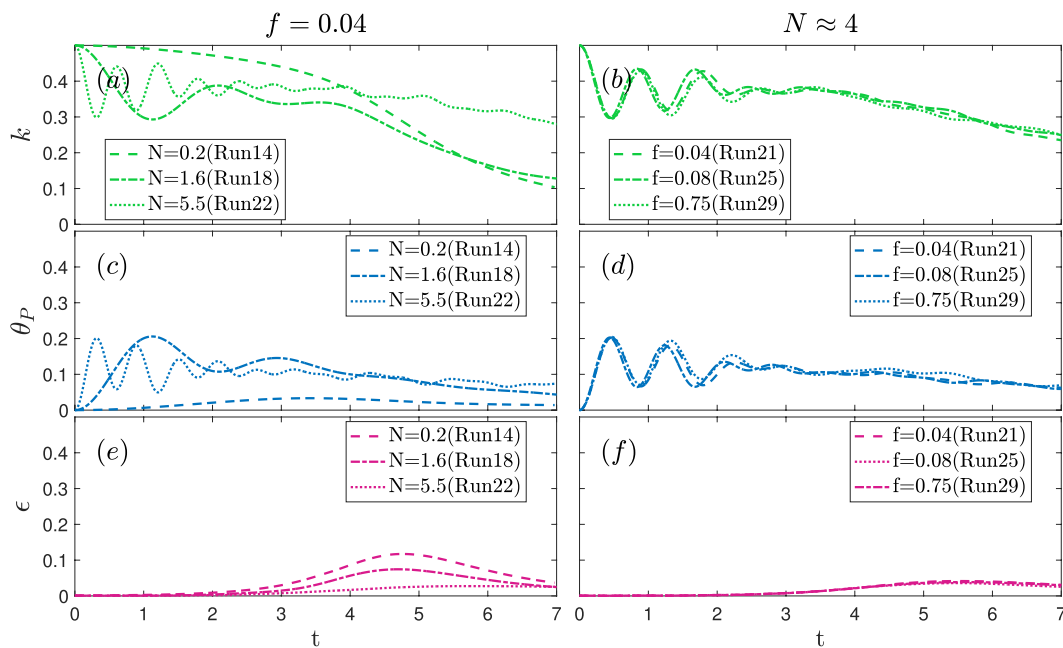 f = 0.04
N ≈ 4
0.4
0.3
0.2
0.1
0
k
(a)
N=0.2(Run14)
N=1.6(Run18)
N=5.5(Run22)
(b)
f=0.04(Run21)
f=0.08(Run25)
f=0.75(Run29)
0.4
0.3
0.2
0.1
0
θ_P
(c)
N=0.2(Run14)
N=1.6(Run18)
N=5.5(Run22)
(d)
f=0.04(Run21)
f=0.08(Run25)
f=0.75(Run29)
0.4
0.3
0.2
0.1
0
ϵ
(e)
N=0.2(Run14)
N=1.6(Run18)
N=5.5(Run22)
(f)
f=0.04(Run21)
f=0.08(Run25)
f=0.75(Run29)
0 1 2 3 4 5 6 7
0 1 2 3 4 5 6 7
t
t